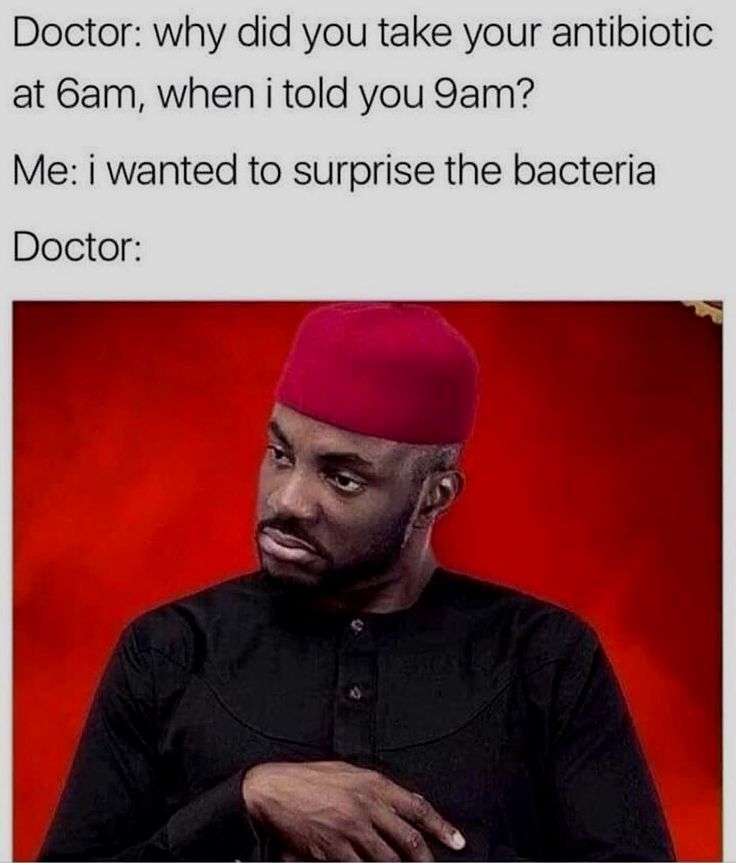 Doctor: why did you take your antibiotic
at 6am, when i told you 9am?
Me: i wanted to surprise the bacteria
Doctor: